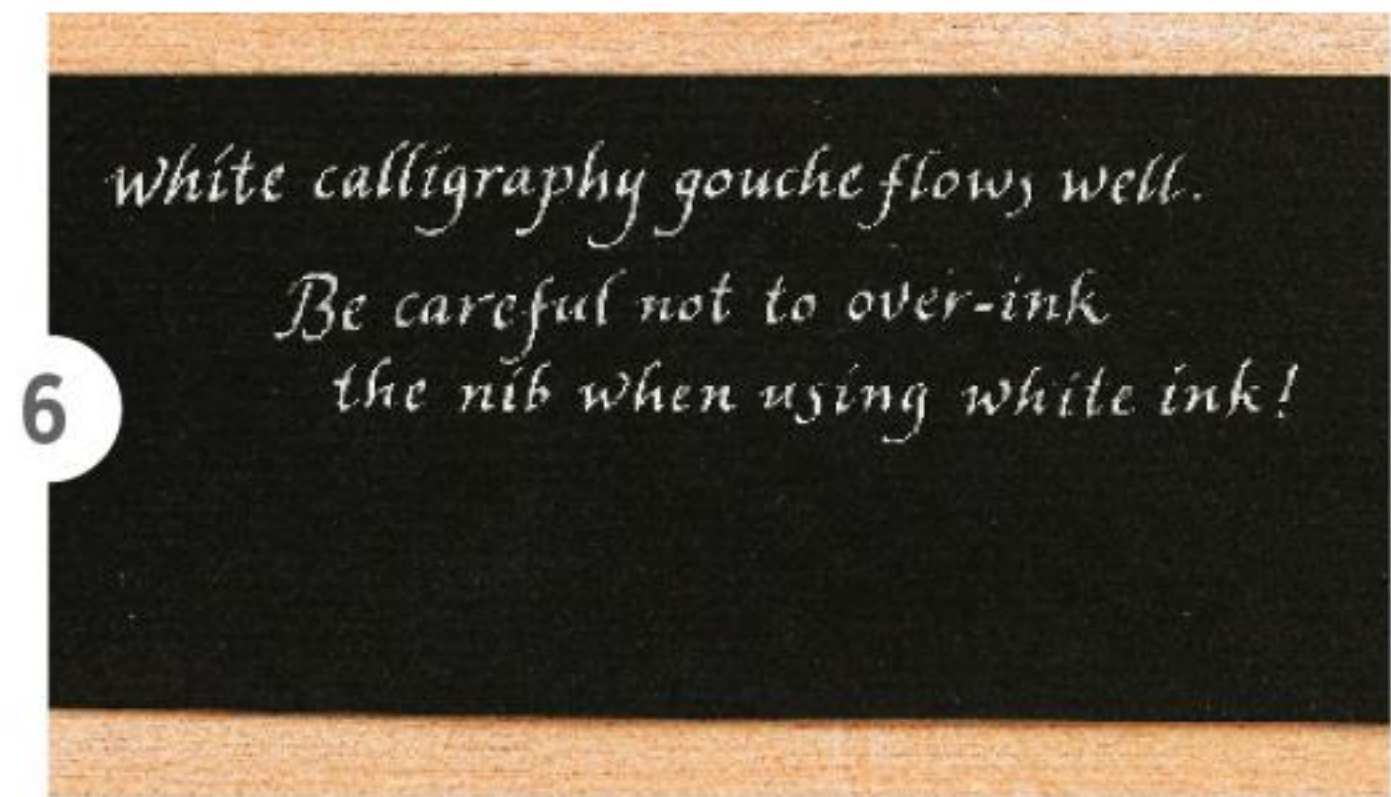 white calligraphy gouche flows well.
Be careful not to over-ink
6
the nib when using white ink!